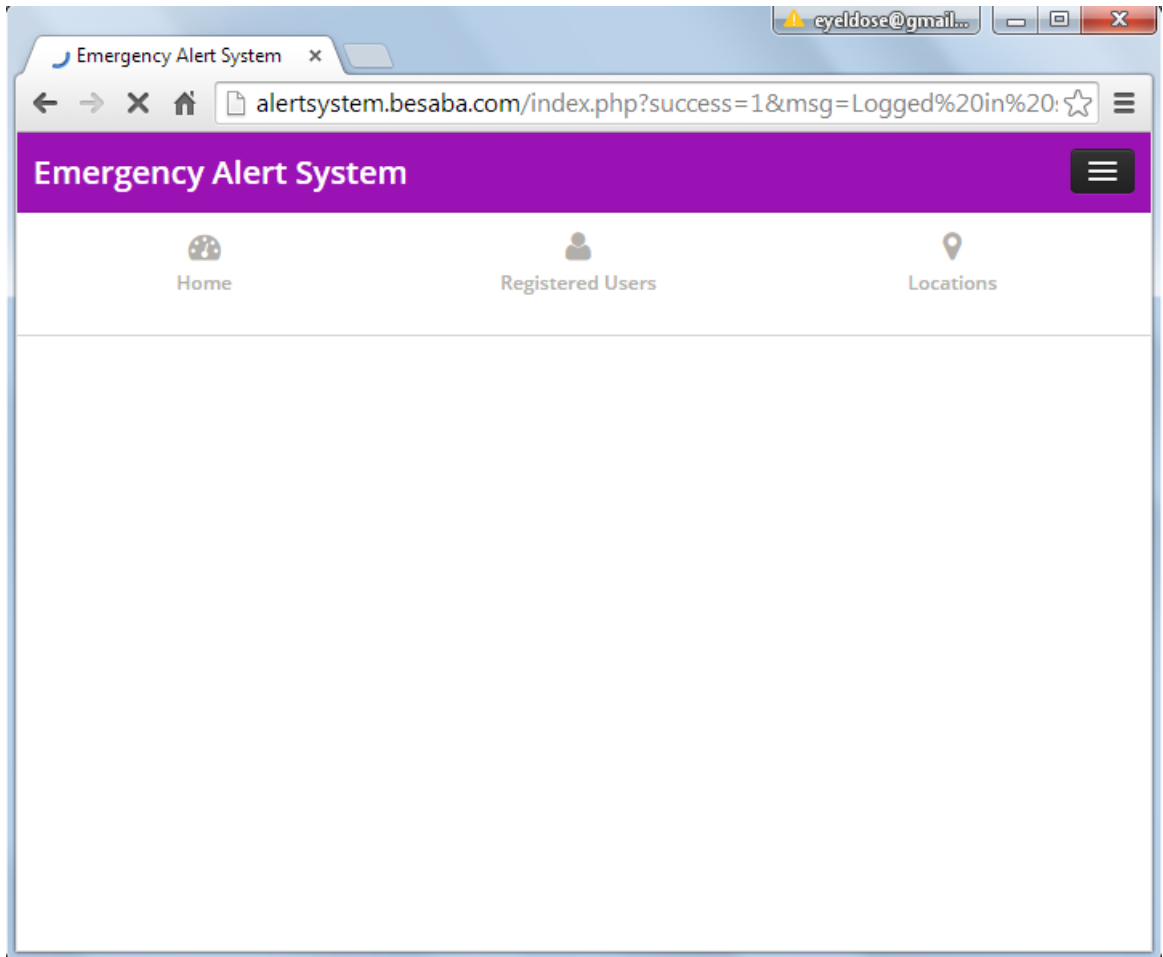 eyeldose@gmail...
Emergency Alert System
alertsystem.besaba.com/index.php?success=1&msg=Logged%20in%20:
Emergency Alert System
Home
Registered Users
Locations